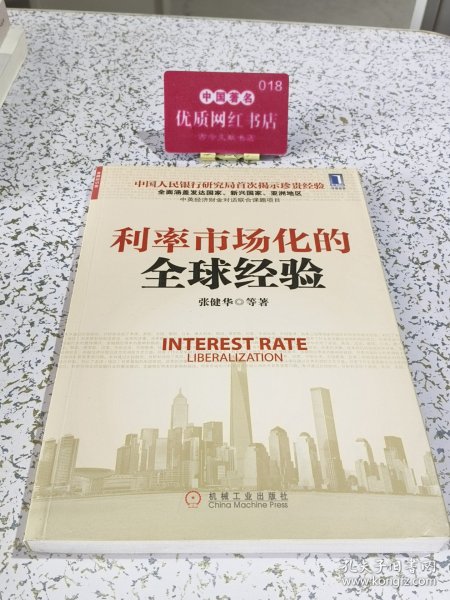 018
中国著名
优质网红书店
中国人民银行研究局首次揭示珍贵经验
全面涵盖发达国家、新兴国家、亚洲地区
中英经济财金对话联合课题项目
利率市场化的
全球经验
张健华◎等著
INTEREST RATE
LIBERALIZATION
机械工业出版社
China Machine Press
孔夫子旧书网
www.kongfz.com